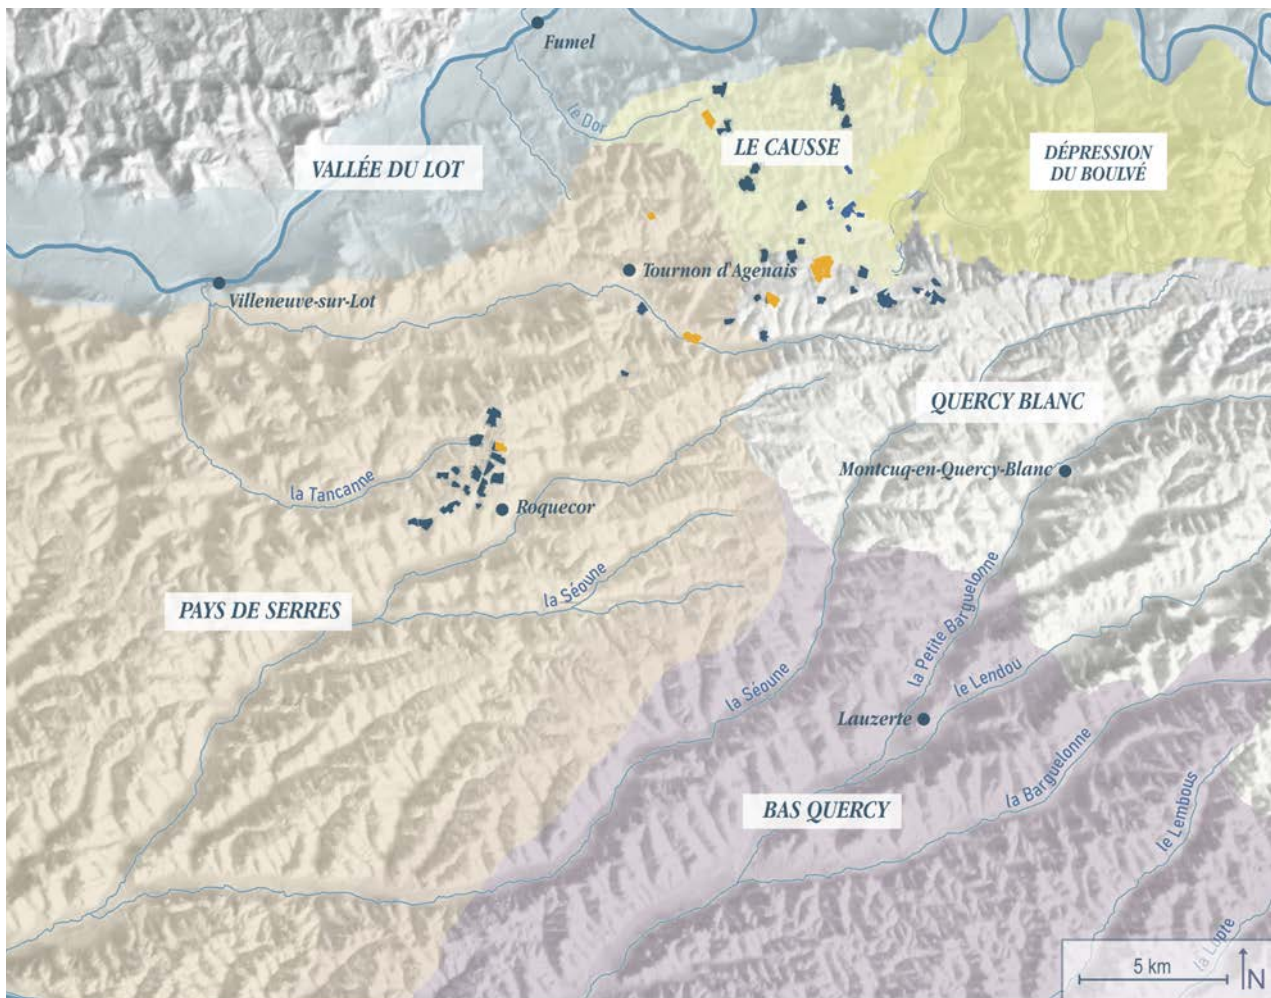 Fumel
le Dor
LE CAUSSE
VALLÉE DU LOT
DÉPRESSION
DU BOULVÉ
Tournon d'Agenais
Villeneuve-sur-Lot
QUERCY BLANC
Montcuq-en-Quercy-Blanc
la Tancanne
Roquecor
la Séoune
PAYS DE SERRES
la Petite Barguelonne
la Séoune
le Lendou
Lauzerte
la Barguelonne
BAS QUERCY
le Lembous
la Lupte
5 km
N